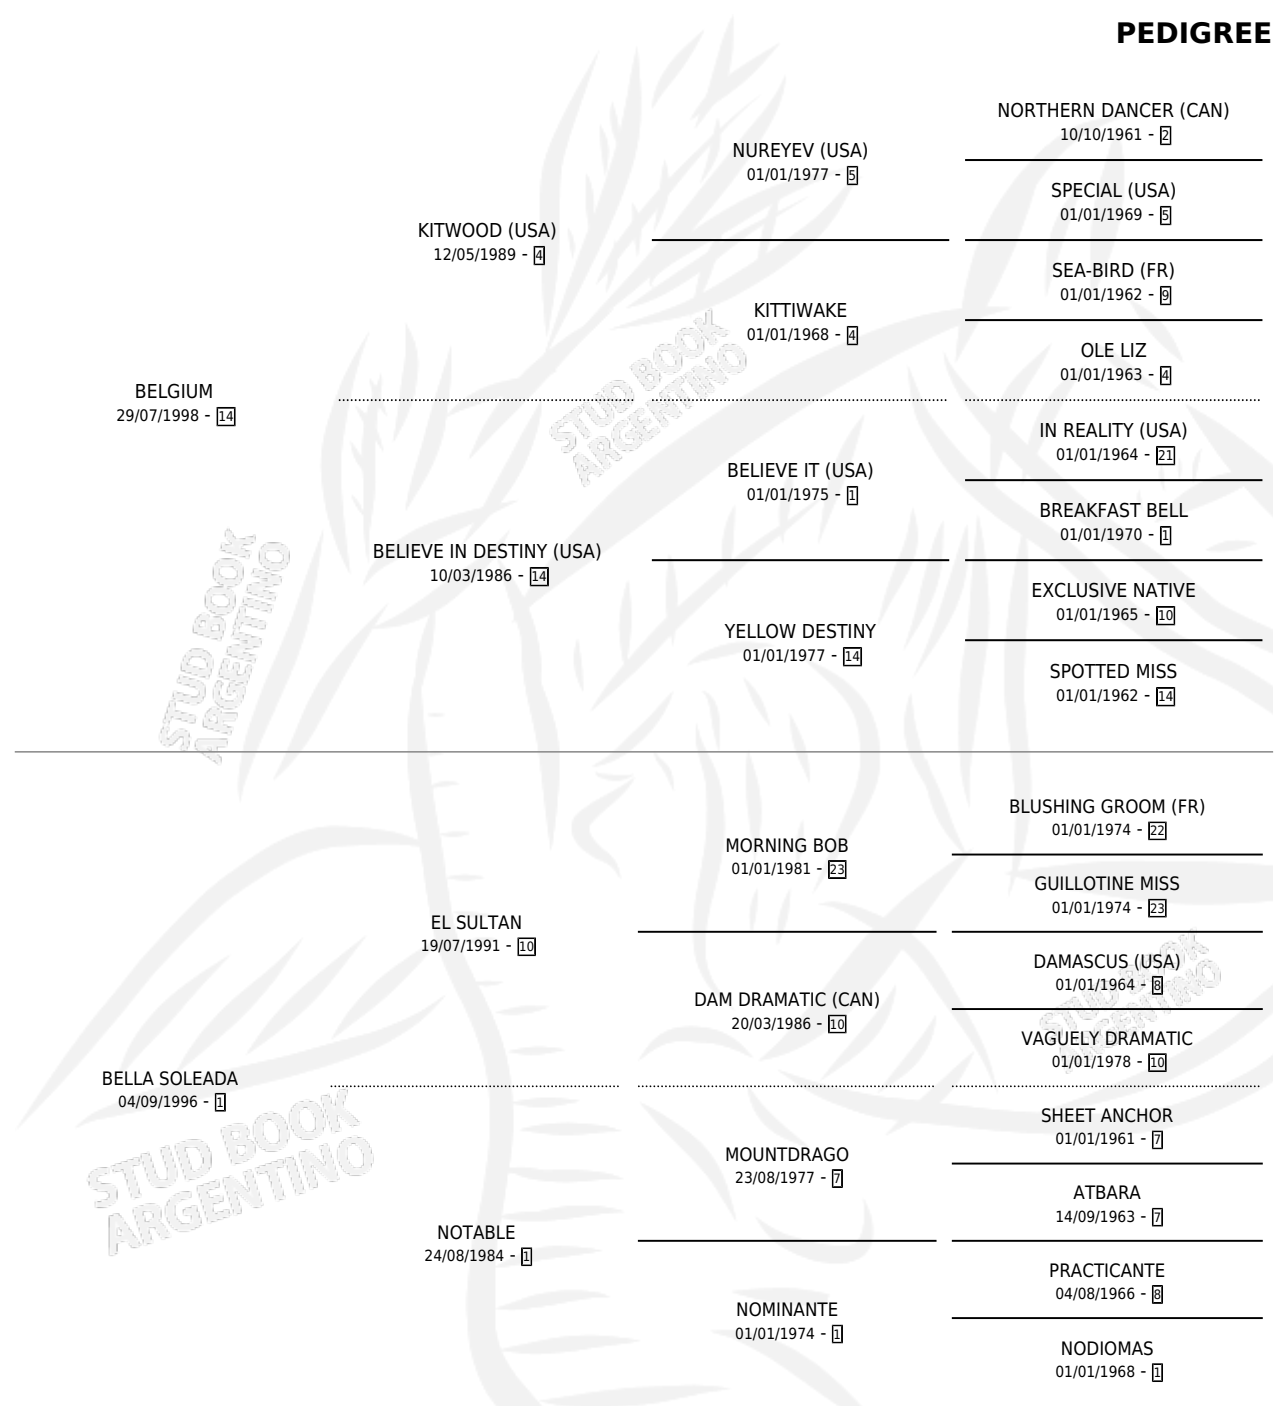 PEDIGREE
NORTHERN DANCER (CAN)
10/10/1961 - 2
NUREYEV (USA)
01/01/1977 - 5
SPECIAL (USA)
01/01/1969 - 5
KITWOOD (USA)
12/05/1989 - 4
SEA-BIRD (FR)
01/01/1962 - 9
KITTIWAKE
01/01/1968 - 4
OLE LIZ
01/01/1963 - 4
BELGIUM
29/07/1998 - 14
IN REALITY (USA)
01/01/1964 - 21
BELIEVE IT (USA)
01/01/1975 - 1
BREAKFAST BELL
01/01/1970 - 1
BELIEVE IN DESTINY (USA)
10/03/1986 - 14
EXCLUSIVE NATIVE
01/01/1965 - 10
YELLOW DESTINY
01/01/1977 - 14
SPOTTED MISS
01/01/1962 - 14
BLUSHING GROOM (FR)
01/01/1974 - 22
MORNING BOB
01/01/1981 - 23
GUILLOTINE MISS
01/01/1974 - 23
EL SULTAN
19/07/1991 - 10
DAMASCUS (USA)
01/01/1964 - 8
DAM DRAMATIC (CAN)
20/03/1986 - 10
VAGUELY DRAMATIC
01/01/1978 - 10
BELLA SOLEADA
04/09/1996 - 1
SHEET ANCHOR
01/01/1961 - 7
MOUNTDRAGO
23/08/1977 - 7
ATBARA
14/09/1963 - 7
NOTABLE
24/08/1984 - 1
PRACTICANTE
04/08/1966 - 8
NOMINANTE
01/01/1974 - 1
NODIOMAS
01/01/1968 - 1
STUD BOOK
ARGENTINO
STUD BOOK
ARGENTINO
STUD BOOK
ARGENTINO
STUD BOOK
ARGENTINO